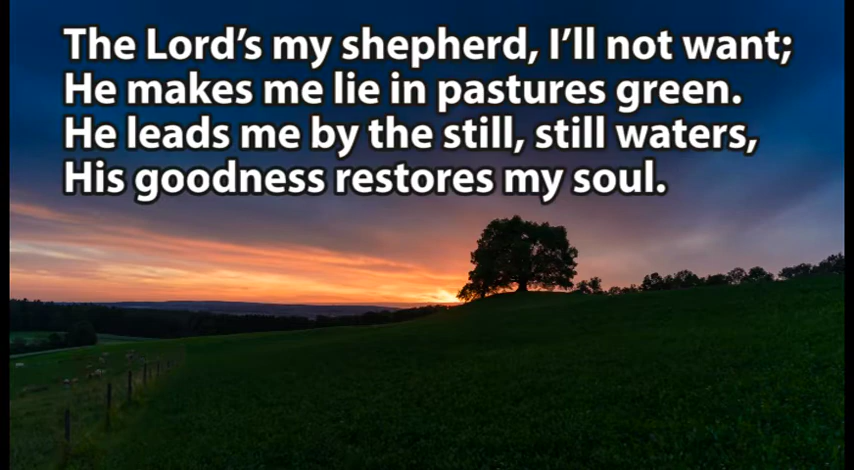 The Lord’s my shepherd, I’ll not want;
He makes me lie in pastures green.
He leads me by the still, still waters,
His goodness restores my soul.